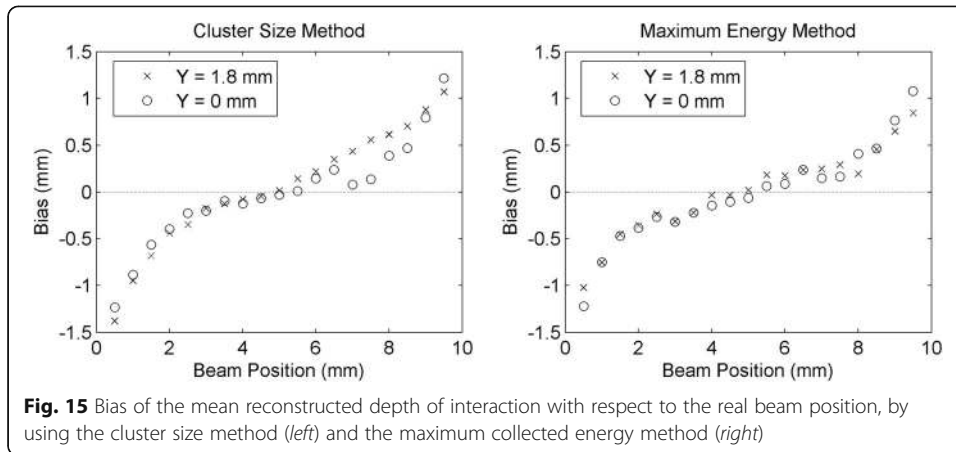 Cluster Size Method
1.5
1
0.5
0
-0.5
-1
-1.5
Bias (mm)
× Y = 1.8 mm
○ Y = 0 mm
0 2 4 6 8 10
Beam Position (mm)
Maximum Energy Method
1.5
1
0.5
0
-0.5
-1
-1.5
Bias (mm)
× Y = 1.8 mm
○ Y = 0 mm
0 2 4 6 8 10
Beam Position (mm)
Fig. 15 Bias of the mean reconstructed depth of interaction with respect to the real beam position, by
using the cluster size method (left) and the maximum collected energy method (right)